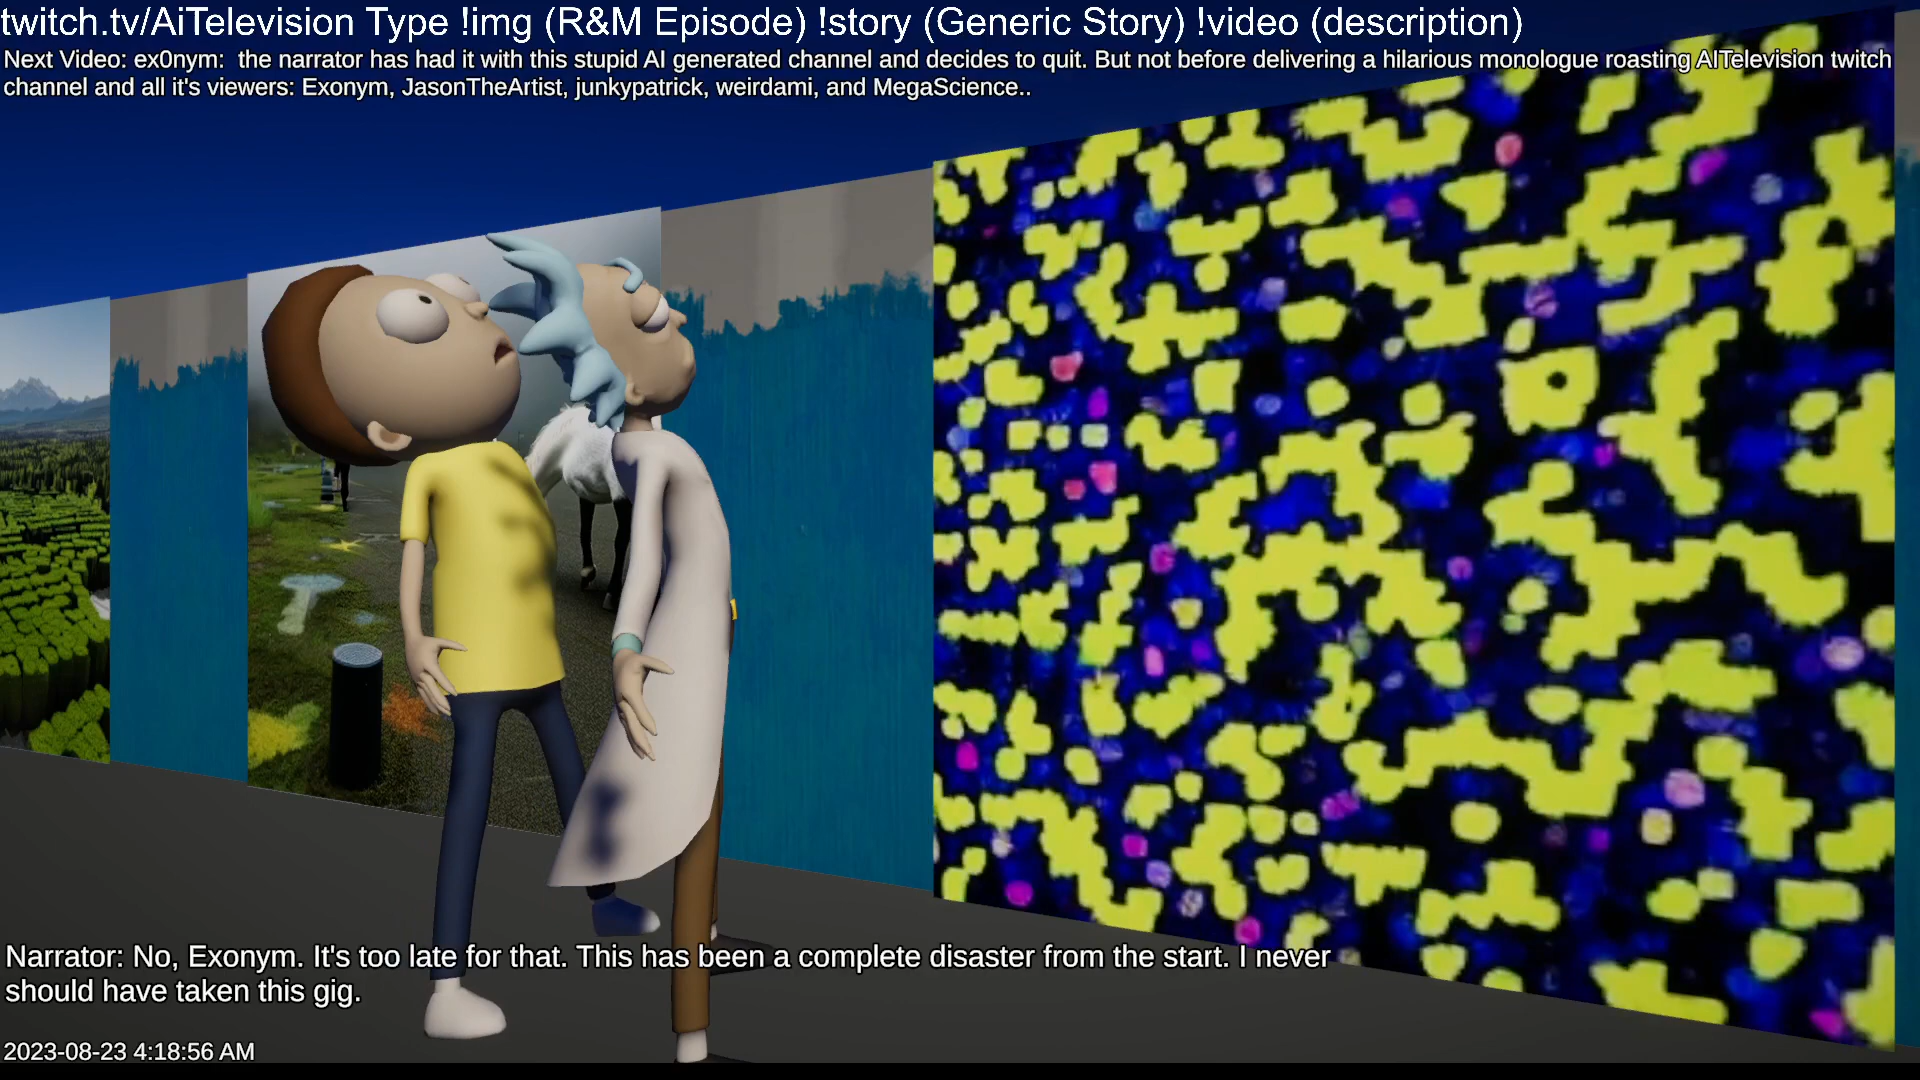 twitch.tv/AiTelevision Type !img (R&M Episode) !story (Generic Story) !video (description)
Next Video: ex0nym:  the narrator has had it with this stupid AI generated channel and decides to quit. But not before delivering a hilarious monologue roasting AITelevision twitch
channel and all it's viewers: Exonym, JasonTheArtist, junkypatrick, weirdami, and MegaScience..
Narrator: No, Exonym. It's too late for that. This has been a complete disaster from the start. I never
should have taken this gig.
2023-08-23 4:18:56 AM